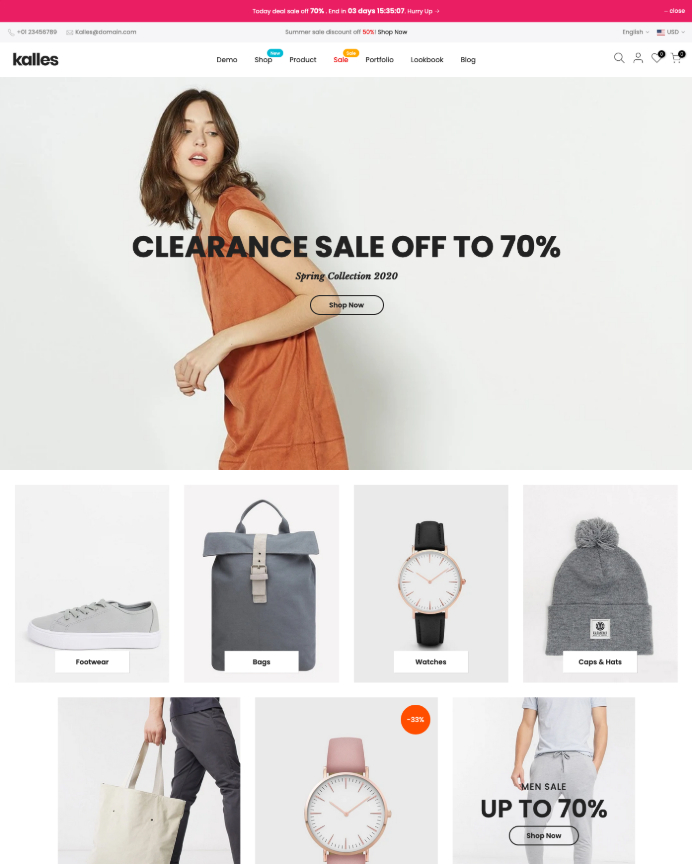 Today deal sale off 70%. End in 03 days 15:35:07. Hurry Up →
close
+01 23456789 Kalles@domain.com
Summer sale discount off 50%! Shop Now
English USD
kalles
New
Sale
Demo Shop Product Sale Portfolio Lookbook Blog
0 0
CLEARANCE SALE OFF TO 70%
Spring Collection 2020
Shop Now
ELEMENT
Footwear Bags Watches Caps & Hats
-33%
MEN SALE
UP TO 70%
Shop Now